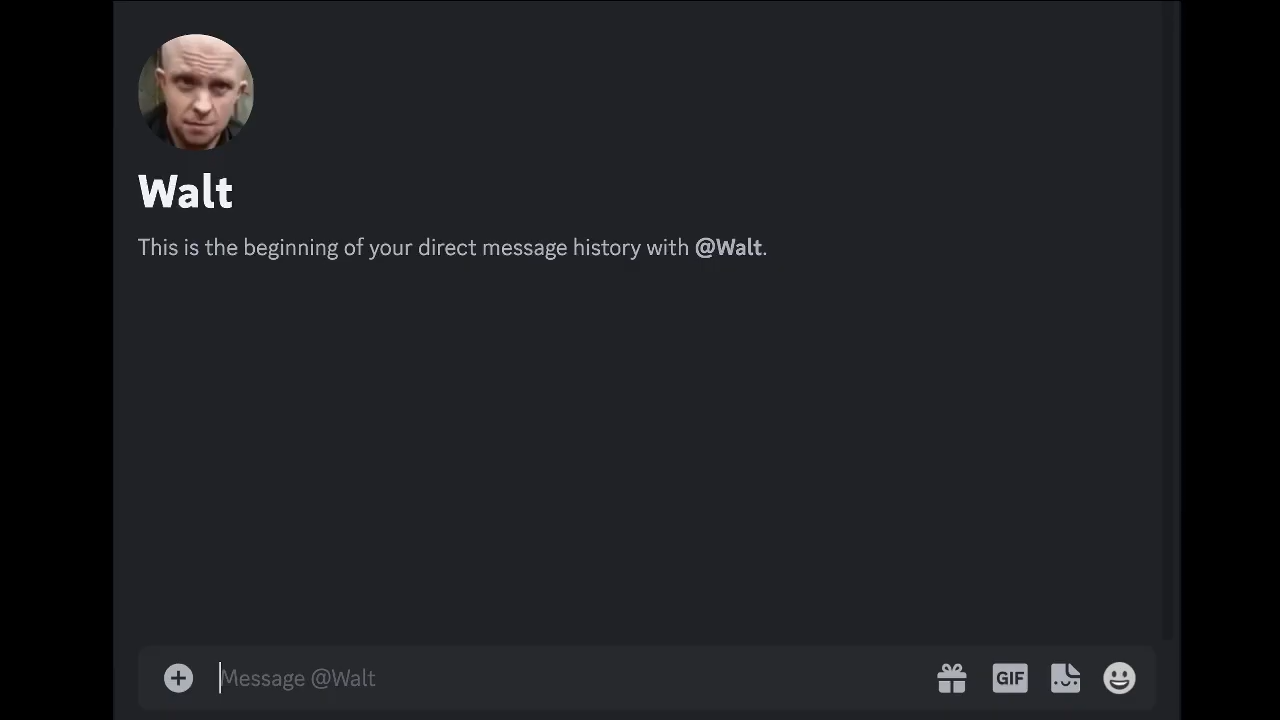 Walt
This is the beginning of your direct message history with @Walt.
Message @Walt
GIF